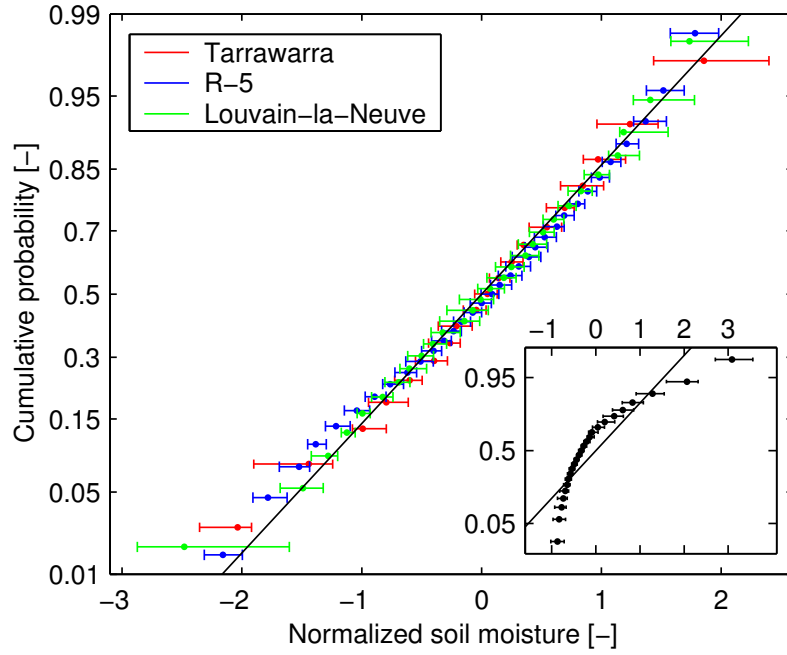 0.99
0.95
0.85
0.7
0.5
0.3
0.15
0.05
0.01
Cumulative probability [−]
Tarrawarra
R−5
Louvain−la−Neuve
−1 0 1 2 3
0.95
0.5
0.05
−3 −2 −1 0 1 2
Normalized soil moisture [−]